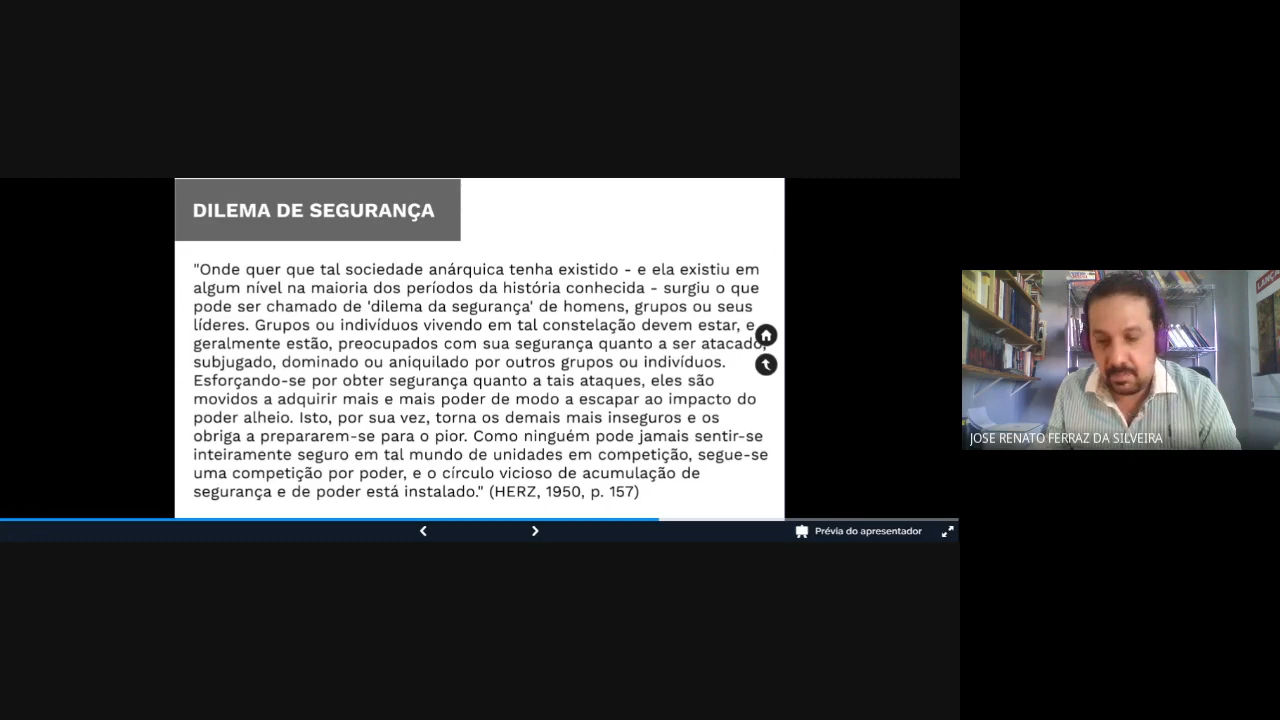 DILEMA DE SEGURANÇA
"Onde quer que tal sociedade anárquica tenha existido - e ela existiu em
algum nível na maioria dos períodos da história conhecida - surgiu o que
pode ser chamado de 'dilema da segurança' de homens, grupos ou seus
líderes. Grupos ou indivíduos vivendo em tal constelação devem estar, e
geralmente estão, preocupados com sua segurança quanto a ser atacado,
subjugado, dominado ou aniquilado por outros grupos ou indivíduos.
Esforçando-se por obter segurança quanto a tais ataques, eles são
movidos a adquirir mais e mais poder de modo a escapar ao impacto do
poder alheio. Isto, por sua vez, torna os demais mais inseguros e os
obriga a prepararem-se para o pior. Como ninguém pode jamais sentir-se
inteiramente seguro em tal mundo de unidades em competição, segue-se
uma competição por poder, e o círculo vicioso de acumulação de
segurança e de poder está instalado." (HERZ, 1950, p. 157)
Prévia do apresentador
JOSE RENATO FERRAZ DA SILVEIRA